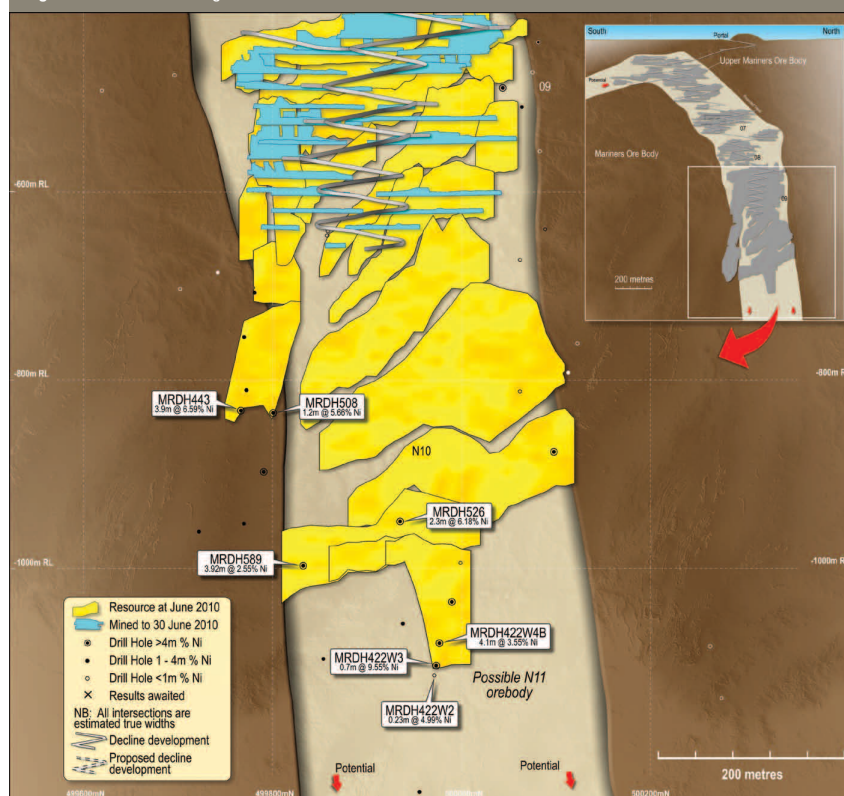 South
North
Portal
Upper Mariners Ore Body
Potential
07
Mariners Ore Body
08
09
200 metres
09
-600m RL
-800m RL
-800m
MRDH443
3.9m @ 6.59% Ni
MRDH508
1.2m @ 5.66% Ni
N10
MRDH526
2.3m @ 6.18% Ni
MRDH589
3.92m @ 2.55% Ni
-1000m RL
-1000m RL
Resource at June 2010
Mined to 30 June 2010
Drill Hole >4m % Ni
Drill Hole 1 - 4m % Ni
Drill Hole <1m % Ni
Results awaited
NB: All intersections are
estimated true widths
Decline development
Proposed decline
development
MRDH422W4B
4.1m @ 3.55% Ni
MRDH422W3
0.7m @ 9.55% Ni
Possible N11
orebody
MRDH422W2
0.23m @ 4.99% Ni
Potential
Potential
200 metres
499600mN
499800mN
500200mN